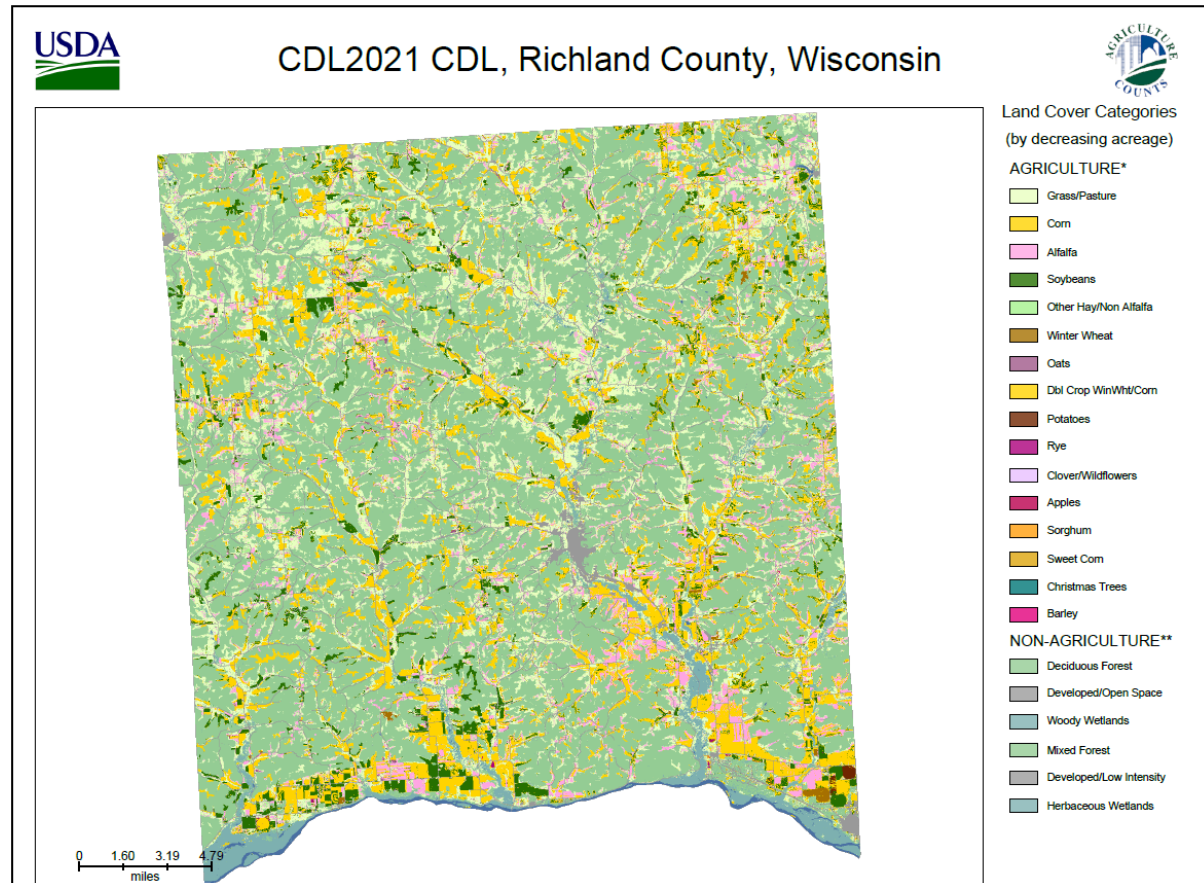 USDA
CDL2021 CDL, Richland County, Wisconsin
AGRICULTURE
COUNTS
Land Cover Categories
(by decreasing acreage)
AGRICULTURE*
Grass/Pasture
Corn
Alfalfa
Soybeans
Other Hay/Non Alfalfa
Winter Wheat
Oats
Dbl Crop WinWht/Corn
Potatoes
Rye
Clover/Wildflowers
Apples
Sorghum
Sweet Corn
Christmas Trees
Barley
NON-AGRICULTURE**
Deciduous Forest
Developed/Open Space
Woody Wetlands
Mixed Forest
Developed/Low Intensity
Herbaceous Wetlands
0 1.60 3.19 4.79
miles